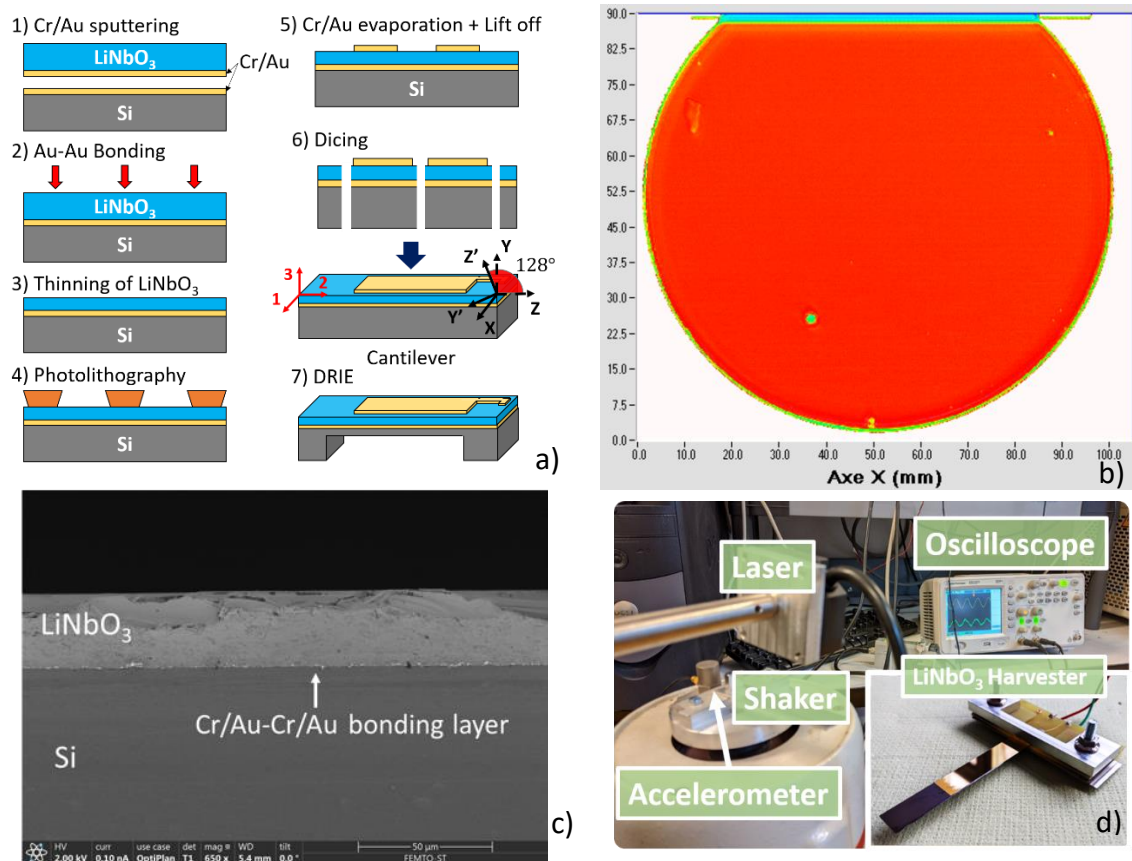 1) Cr/Au sputtering
LiNbO3
Cr/Au
Si
2) Au-Au Bonding
LiNbO3
Si
3) Thinning of LiNbO3
Si
4) Photolithography
Si
5) Cr/Au evaporation + Lift off
Si
6) Dicing
3
2
1
Z'
Y
128°
Z
Y'
X
Cantilever
7) DRIE
a)
90.0
82.5
75.0
67.5
60.0
52.5
45.0
37.5
30.0
22.5
15.0
7.5
0.0
0.0 10.0 20.0 30.0 40.0 50.0 60.0 70.0 80.0 90.0 100.0
Axe X (mm)
b)
LiNbO3
Cr/Au-Cr/Au bonding layer
Si
HV curr use case det mag WD tilt 50 µm
2.00 kV 0.10 nA OptiPlan T1 650 x 5.4 mm 0.0 ° FEMTO-ST
c)
Oscilloscope
Laser
LiNbO3 Harvester
Shaker
Accelerometer
d)